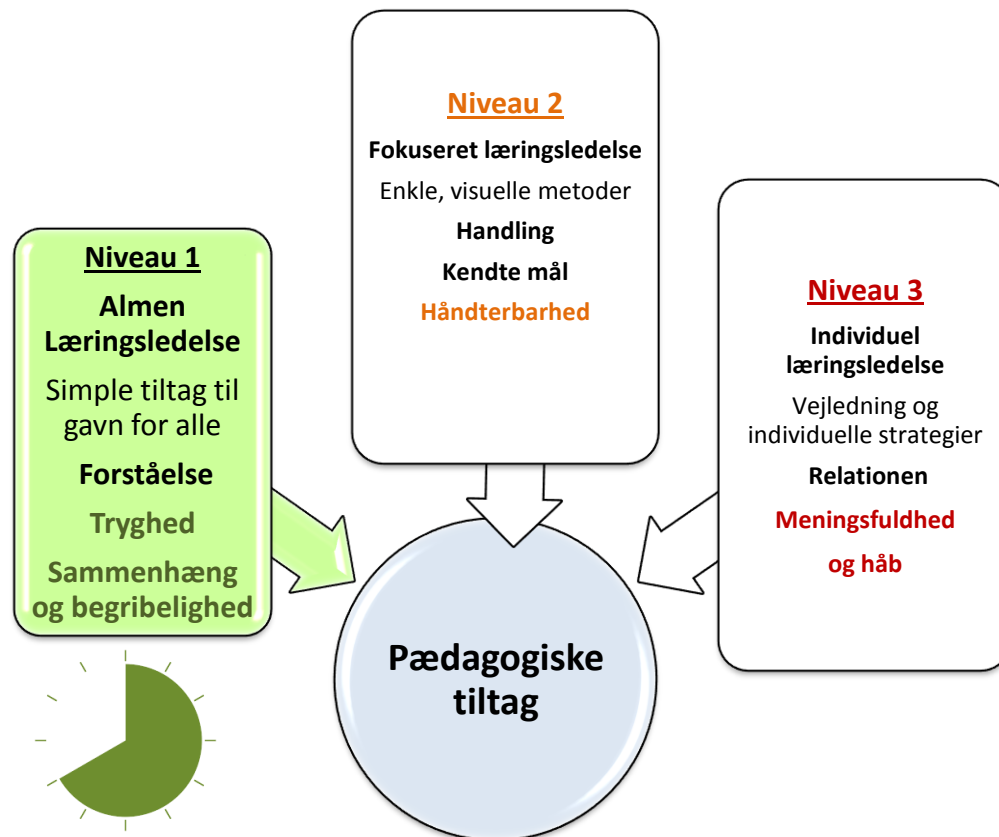 Niveau 1
Almen
Læringsledelse
Simple tiltag til
gavn for alle
Forståelse
Tryghed
Sammenhæng
og begribelighed
Niveau 2
Fokuseret læringsledelse
Enkle, visuelle metoder
Handling
Kendte mål
Håndterbarhed
Niveau 3
Individuel
læringsledelse
Vejledning og
individuelle strategier
Relationen
Meningsfuldhed
og håb
Pædagogiske
tiltag